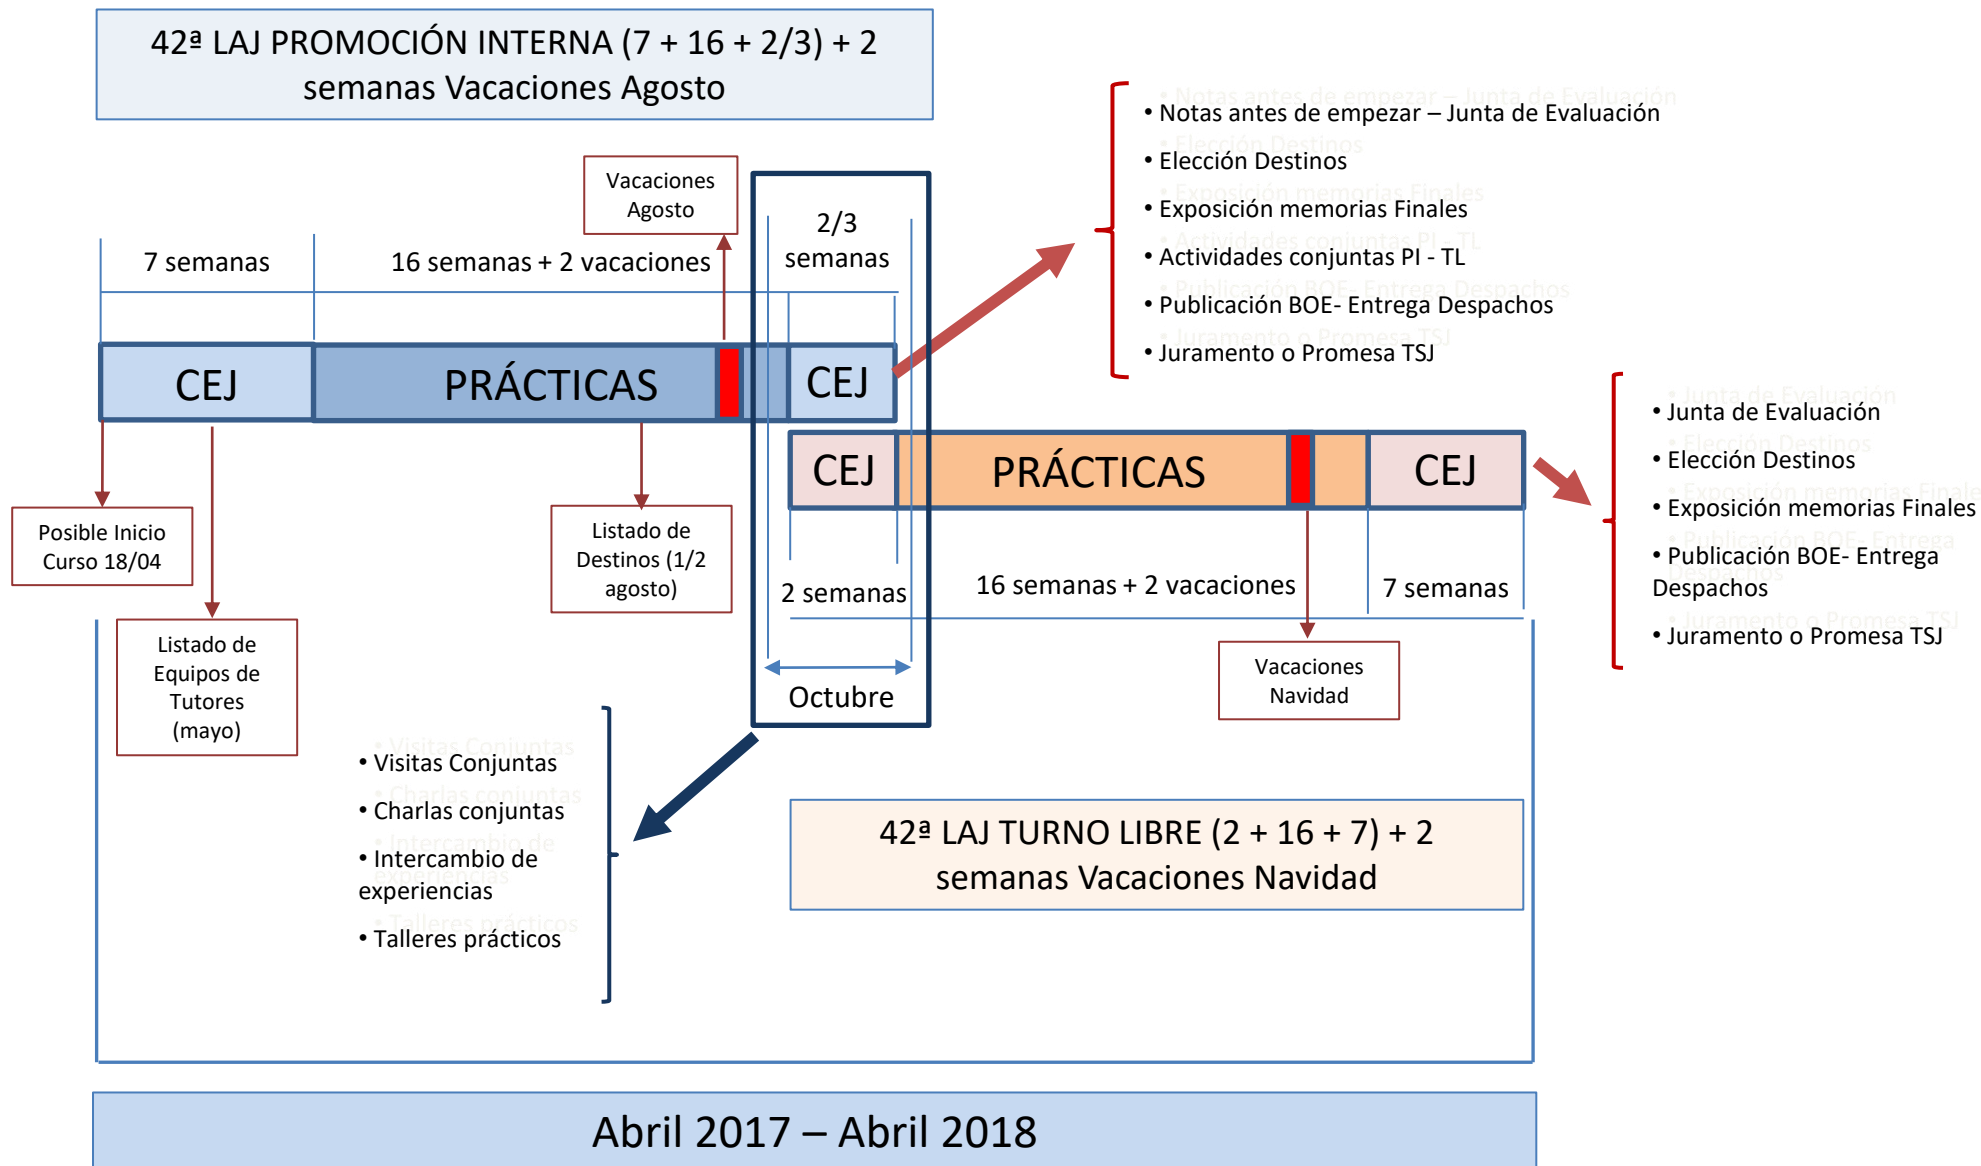 42ª LAJ PROMOCIÓN INTERNA (7 + 16 + 2/3) + 2
semanas Vacaciones Agosto
• Notas antes de empezar – Junta de Evaluación
• Elección Destinos
• Exposición memorias Finales
• Actividades conjuntas PI - TL
• Publicación BOE- Entrega Despachos
• Juramento o Promesa TSJ
Vacaciones
Agosto
7 semanas
16 semanas + 2 vacaciones
2/3
semanas
CEJ
PRÁCTICAS
CEJ
CEJ
PRÁCTICAS
CEJ
• Junta de Evaluación
• Elección Destinos
• Exposición memorias Finales
• Publicación BOE- Entrega
Despachos
• Juramento o Promesa TSJ
Posible Inicio
Curso 18/04
Listado de
Destinos (1/2
agosto)
2 semanas
16 semanas + 2 vacaciones
7 semanas
Listado de
Equipos de
Tutores
(mayo)
Octubre
Vacaciones
Navidad
• Visitas Conjuntas
• Charlas conjuntas
• Intercambio de
experiencias
• Talleres prácticos
42ª LAJ TURNO LIBRE (2 + 16 + 7) + 2
semanas Vacaciones Navidad
Abril 2017 – Abril 2018